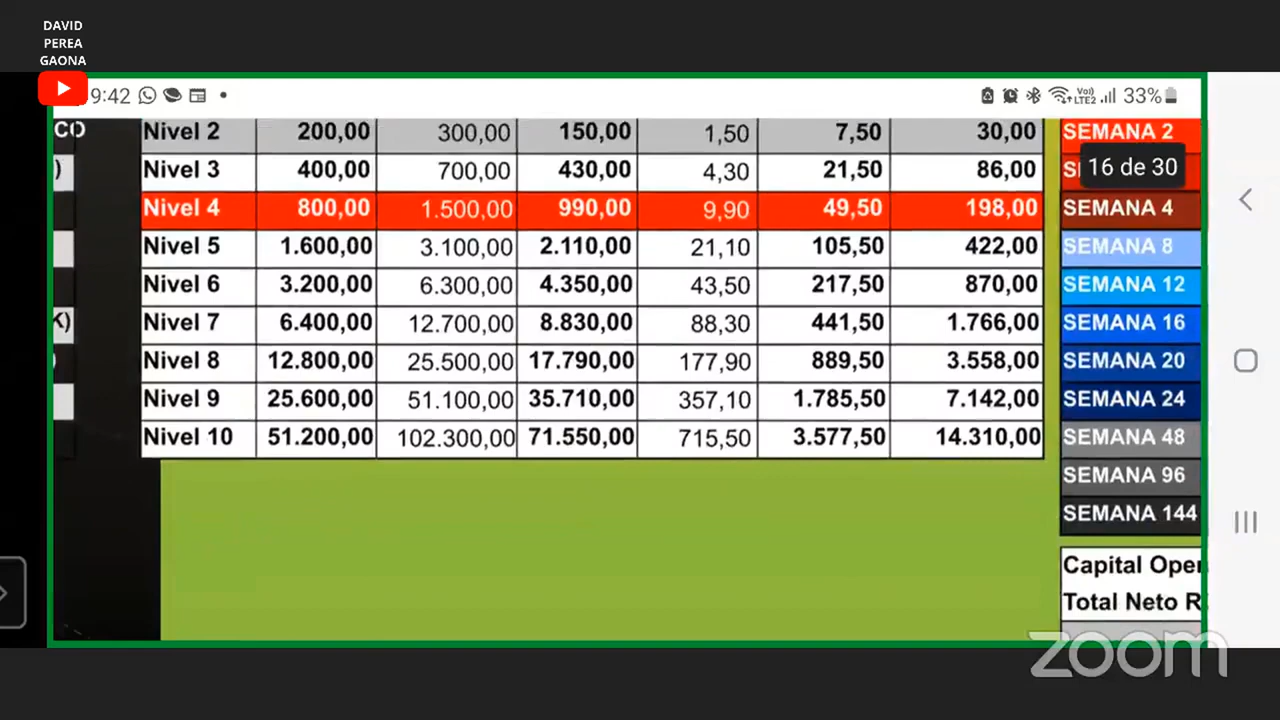 DAVID
PEREA
GAONA
9:42 VoI) LTE2 33%
CO Nivel 2 200,00 300,00 150,00 1,50 7,50 30,00 SEMANA 2
) Nivel 3 400,00 700,00 430,00 4,30 21,50 86,00
16 de 30
Nivel 4 800,00 1.500,00 990,00 9,90 49,50 198,00 SEMANA 4
Nivel 5 1.600,00 3.100,00 2.110,00 21,10 105,50 422,00 SEMANA 8
Nivel 6 3.200,00 6.300,00 4.350,00 43,50 217,50 870,00 SEMANA 12
K) Nivel 7 6.400,00 12.700,00 8.830,00 88,30 441,50 1.766,00 SEMANA 16
) Nivel 8 12.800,00 25.500,00 17.790,00 177,90 889,50 3.558,00 SEMANA 20
Nivel 9 25.600,00 51.100,00 35.710,00 357,10 1.785,50 7.142,00 SEMANA 24
Nivel 10 51.200,00 102.300,00 71.550,00 715,50 3.577,50 14.310,00 SEMANA 48
SEMANA 96
SEMANA 144
Capital Oper
Total Neto R
zoom